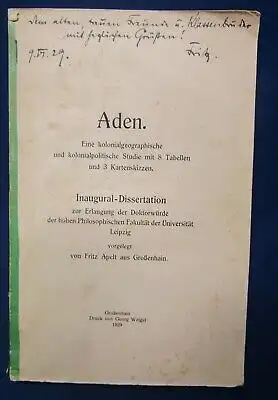 Dem alten, treuen Freunde u. Klassenbruder
mit herzlichen Grüßen!
9.VI.29. Fritz.
Aden.
Eine kolonialgeographische
und kolonialpolitische Studie mit 8 Tabellen
und 3 Kartenskizzen.
Inaugural-Dissertation
zur Erlangung der Doktorwürde
der hohen Philosophischen Fakultät der Universität
Leipzig
vorgelegt
von Fritz Apelt aus Großenhain.
Großenhain
Druck von Georg Weigel
1929